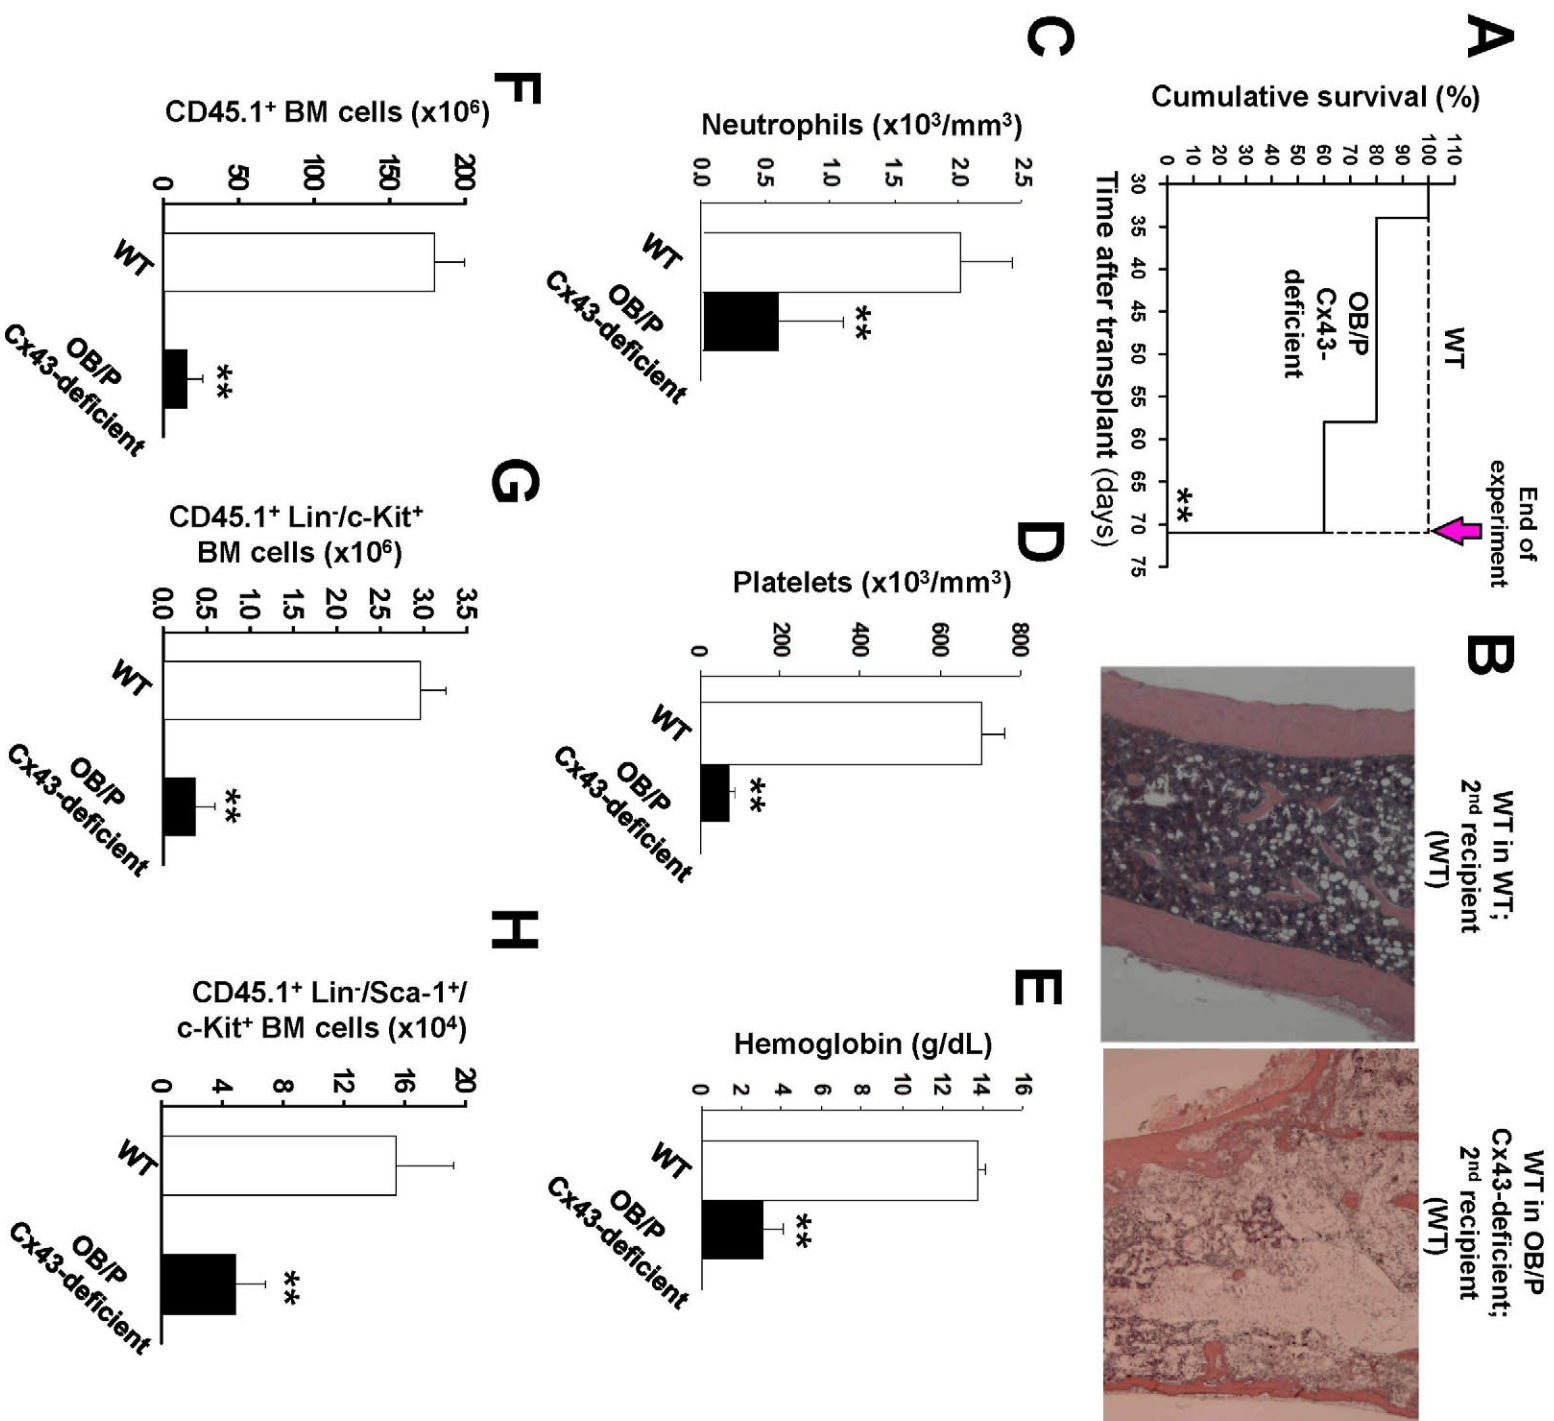 A
Cumulative survival (%)
110
100
90
80
70
60
50
40
30
20
10
0
30 35 40 45 50 55 60 65 70 75
Time after transplant (days)
WT
OB/P
Cx43-
deficient
**
End of
experiment
B
WT in WT;
2nd recipient
(WT)
WT in OB/P
Cx43-deficient;
2nd recipient
(WT)
C
Neutrophils (x10³/mm³)
2.5
2.0
1.5
1.0
0.5
0.0
**
WT
OB/P
Cx43-deficient
D
Platelets (x10³/mm³)
800
600
400
200
0
**
WT
OB/P
Cx43-deficient
E
Hemoglobin (g/dL)
16
14
12
10
8
6
4
2
0
**
WT
OB/P
Cx43-deficient
F
CD45.1⁺ BM cells (x10⁶)
200
150
100
50
0
**
WT
OB/P
Cx43-deficient
G
CD45.1⁺ Lin⁻/c-Kit⁺
BM cells (x10⁶)
3.5
3.0
2.5
2.0
1.5
1.0
0.5
0.0
**
WT
OB/P
Cx43-deficient
H
CD45.1⁺ Lin⁻/Sca-1⁺/
c-Kit⁺ BM cells (x10⁴)
20
16
12
8
4
0
**
WT
OB/P
Cx43-deficient